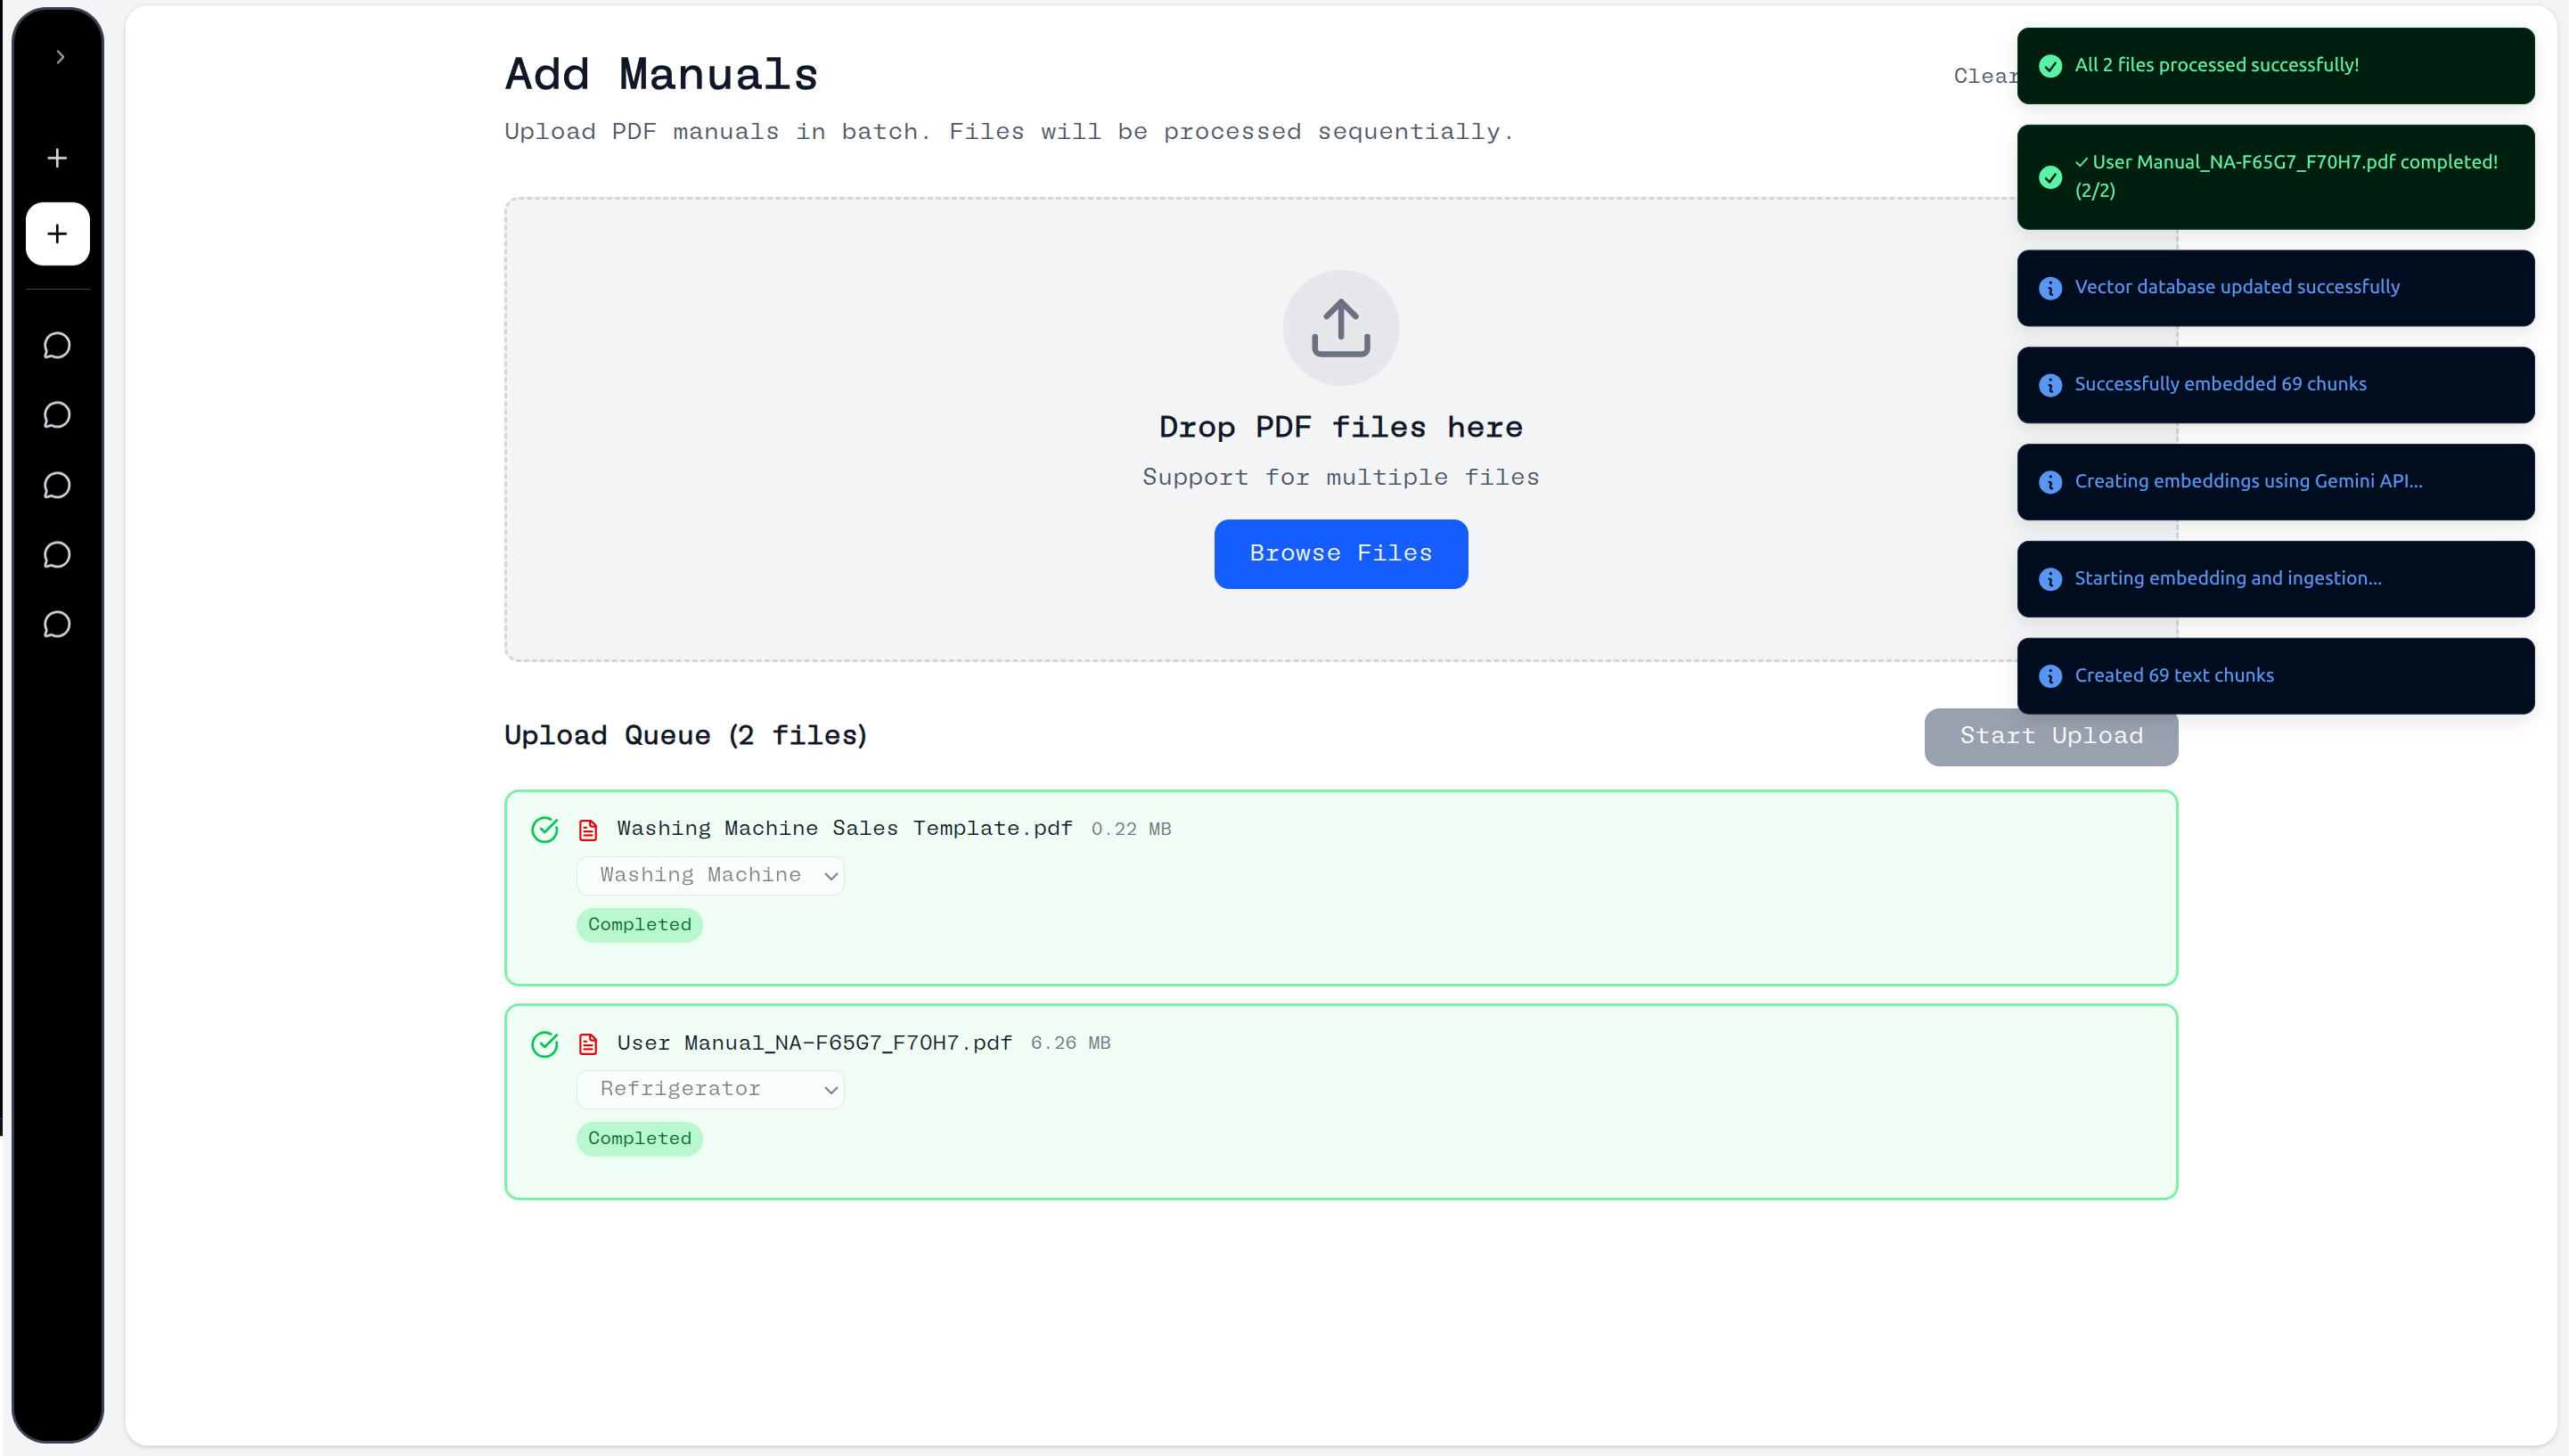 Add Manuals
Clear
Upload PDF manuals in batch. Files will be processed sequentially.
Drop PDF files here
Support for multiple files
Browse Files
Upload Queue (2 files)
Start Upload
Washing Machine Sales Template.pdf 0.22 MB
Washing Machine
Completed
User Manual_NA-F65G7_F70H7.pdf 6.26 MB
Refrigerator
Completed
All 2 files processed successfully!
✓ User Manual_NA-F65G7_F70H7.pdf completed!
(2/2)
Vector database updated successfully
Successfully embedded 69 chunks
Creating embeddings using Gemini API...
Starting embedding and ingestion...
Created 69 text chunks